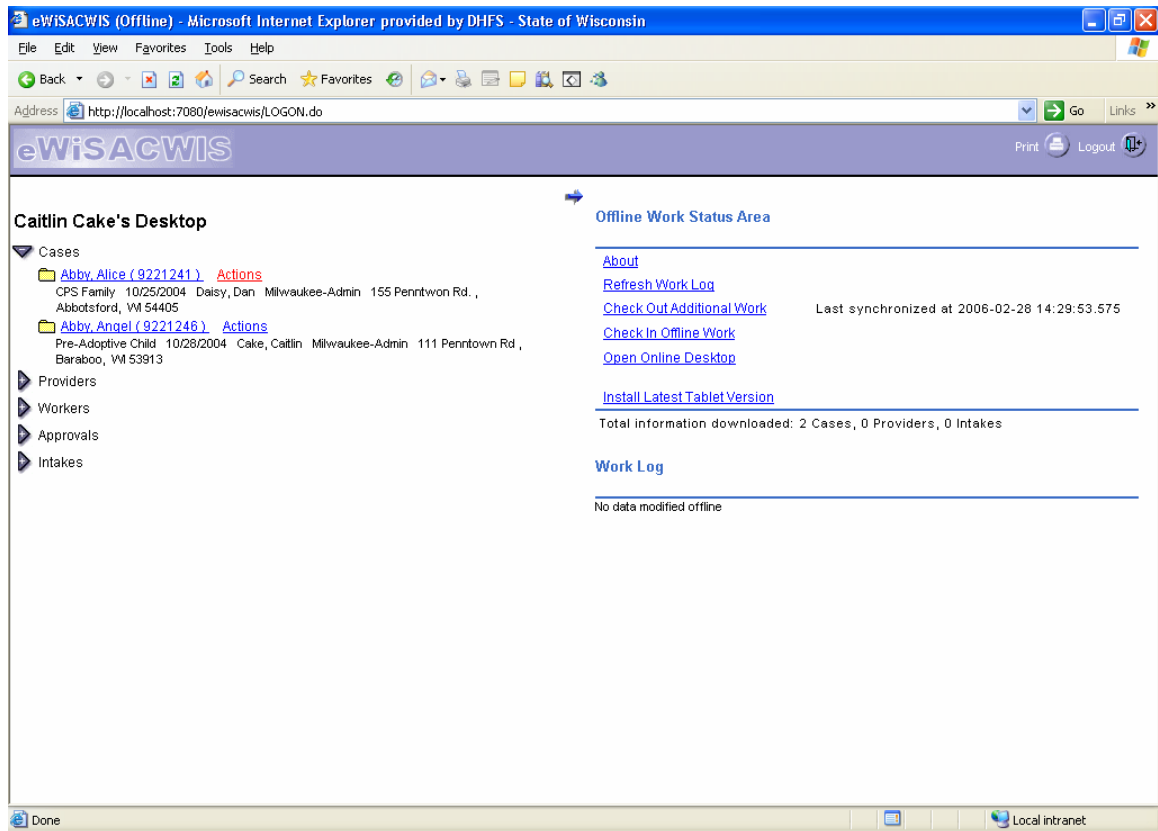 eWiSACWIS (Offline) - Microsoft Internet Explorer provided by DHFS - State of Wisconsin
File Edit View Favorites Tools Help
Back Search Favorites
Address http://localhost:7080/ewisacwis/LOGON.do Go Links »
eWiSACWIS Print Logout
Caitlin Cake's Desktop
Cases
Abby, Alice ( 9221241 ) Actions
CPS Family 10/25/2004 Daisy, Dan Milwaukee-Admin 155 Penntwon Rd. ,
Abbotsford, WI 54405
Abby, Angel ( 9221246 ) Actions
Pre-Adoptive Child 10/28/2004 Cake, Caitlin Milwaukee-Admin 111 Penntown Rd ,
Baraboo, WI 53913
Providers
Workers
Approvals
Intakes
Offline Work Status Area
About
Refresh Work Log
Check Out Additional Work Last synchronized at 2006-02-28 14:29:53.575
Check In Offline Work
Open Online Desktop
Install Latest Tablet Version
Total information downloaded: 2 Cases, 0 Providers, 0 Intakes
Work Log
No data modified offline
Done Local intranet